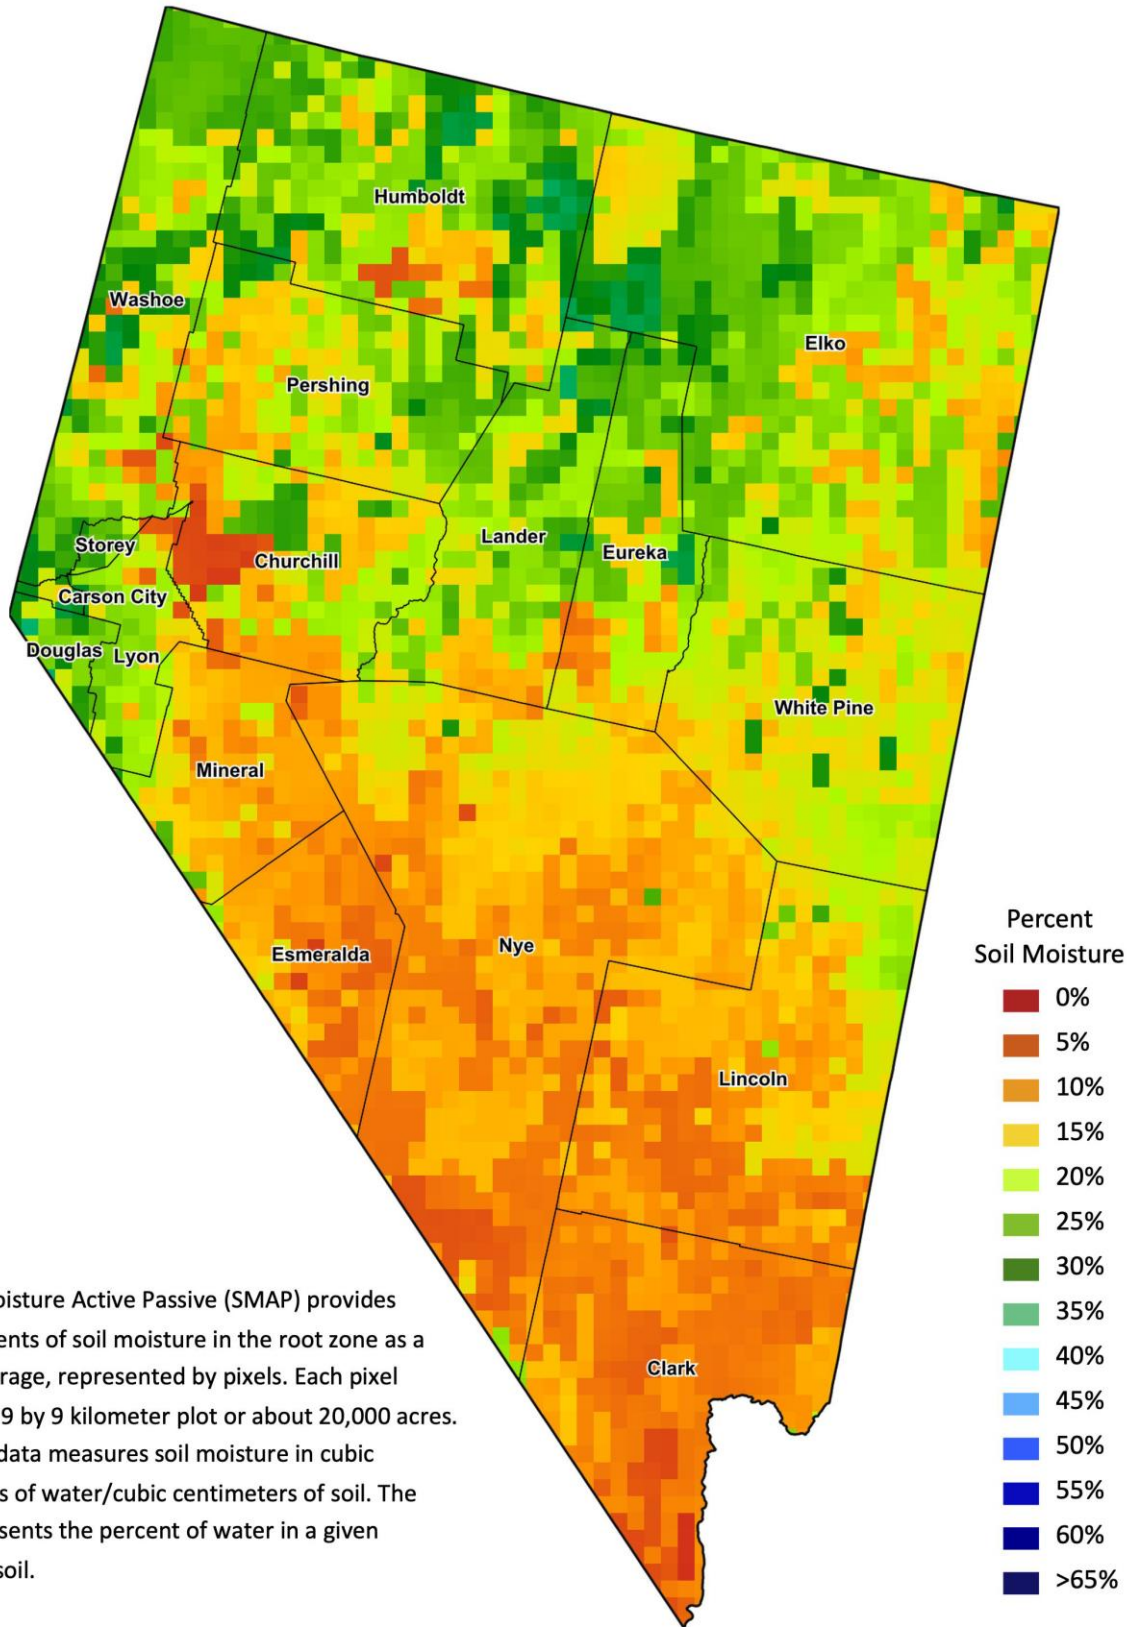 Humboldt
Washoe
Elko
Pershing
Lander
Storey
Eureka
Churchill
Carson City
Douglas
Lyon
White Pine
Mineral
Nye
Esmeralda
Lincoln
Clark
Percent
Soil Moisture
0%
5%
10%
15%
20%
25%
30%
35%
40%
45%
50%
55%
60%
>65%
oisture Active Passive (SMAP) provides
ents of soil moisture in the root zone as a
rage, represented by pixels. Each pixel
9 by 9 kilometer plot or about 20,000 acres.
data measures soil moisture in cubic
s of water/cubic centimeters of soil. The
sents the percent of water in a given
soil.